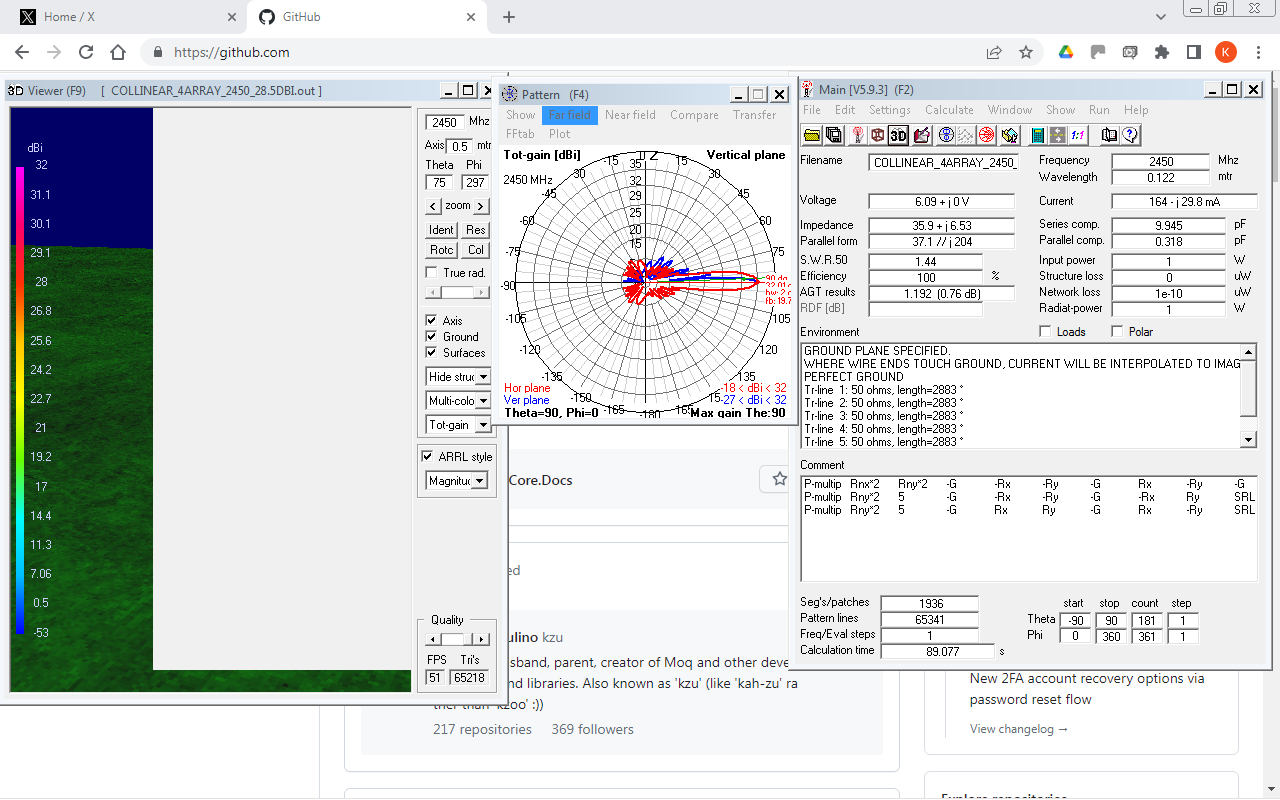 Home / X
GitHub
https://github.com
K
3D Viewer (F9) [ COLLINEAR_4ARRAY_2450_28.5DBI.out ]
dBi
32
31.1
30.1
29.1
28
26.8
25.6
24.2
22.7
21
19.2
17
14.4
11.3
7.06
0.5
-53
2450 Mhz
Axis 0.5 mtr
Theta Phi
75 297
< zoom >
Ident Res
Rotc Col
True rad.
Axis
Ground
Surfaces
Hide struc
Multi-colo
Tot-gain
ARRL style
Magnituc
Quality
FPS Tri's
51 65218
Pattern (F4)
Show Far field Near field Compare Transfer
FFtab Plot
Tot-gain [dBi] Vertical plane
2450 MHz
Z
-15 15
-30 30
-45 45
-60 60
-75 75
-90
-105 105
-120 120
-135 135
-150 150
-165 165
-180
35
32
29
25
20
15
Hor plane -18 < dBi < 32
Ver plane -27 < dBi < 32
Theta=90, Phi=0 Max gain The:90
Main [V5.9.3] (F2)
File Edit Settings Calculate Window Show Run Help
3D
1:1
Filename COLLINEAR_4ARRAY_2450_
Frequency 2450 Mhz
Wavelength 0.122 mtr
Voltage 6.09 + j 0 V
Current 164 - j 29.8 mA
Impedance 35.9 + j 6.53
Series comp. 9.945 pF
Parallel form 37.1 // j 204
Parallel comp. 0.318 pF
S.W.R.50 1.44
Input power 1 W
Efficiency 100 %
Structure loss 0 uW
AGT results 1.192 (0.76 dB)
Network loss 1e-10 uW
RDF [dB]
Radiat-power 1 W
Environment
Loads
Polar
GROUND PLANE SPECIFIED.
WHERE WIRE ENDS TOUCH GROUND, CURRENT WILL BE INTERPOLATED TO IMAG
PERFECT GROUND
Tr-line 1: 50 ohms, length=2883 °
Tr-line 2: 50 ohms, length=2883 °
Tr-line 3: 50 ohms, length=2883 °
Tr-line 4: 50 ohms, length=2883 °
Tr-line 5: 50 ohms, length=2883 °
Comment
P-multip Rnx*2 Rny*2 -G -Rx -Ry -G Rx -Ry -G
P-multip Rny*2 5 -G -Rx -Ry -G -Rx Ry SRL
P-multip Rny*2 5 -G Rx Ry -G Rx -Ry SRL
Seg's/patches 1936
Pattern lines 65341
Freq/Eval steps 1
Calculation time 89.077 s
start stop count step
Theta -90 90 181 1
Phi 0 360 361 1
Core.Docs
ed
ulino kzu
sband, parent, creator of Moq and other deve
nd libraries. Also known as 'kzu' (like 'kah-zu' ra
ther than 'kzoo' :))
217 repositories 369 followers
New 2FA account recovery options via
password reset flow
View changelog →
Explore repositories